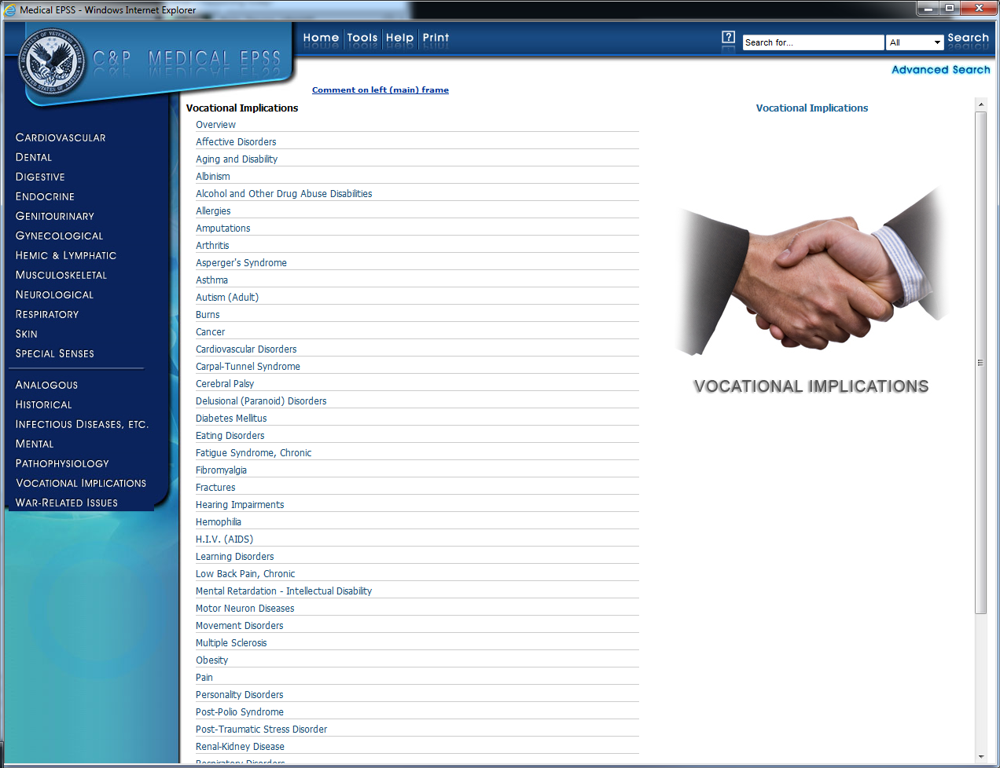 Medical EPSS - Windows Internet Explorer
C&P MEDICAL EPSS
Home Tools Help Print
? Search for... All Search
Advanced Search
Comment on left (main) frame
CARDIOVASCULAR
DENTAL
DIGESTIVE
ENDOCRINE
GENITOURINARY
GYNECOLOGICAL
HEMIC & LYMPHATIC
MUSCULOSKELETAL
NEUROLOGICAL
RESPIRATORY
SKIN
SPECIAL SENSES
ANALOGOUS
HISTORICAL
INFECTIOUS DISEASES, ETC.
MENTAL
PATHOPHYSIOLOGY
VOCATIONAL IMPLICATIONS
WAR-RELATED ISSUES
Vocational Implications
Overview
Affective Disorders
Aging and Disability
Albinism
Alcohol and Other Drug Abuse Disabilities
Allergies
Amputations
Arthritis
Asperger's Syndrome
Asthma
Autism (Adult)
Burns
Cancer
Cardiovascular Disorders
Carpal-Tunnel Syndrome
Cerebral Palsy
Delusional (Paranoid) Disorders
Diabetes Mellitus
Eating Disorders
Fatigue Syndrome, Chronic
Fibromyalgia
Fractures
Hearing Impairments
Hemophilia
H.I.V. (AIDS)
Learning Disorders
Low Back Pain, Chronic
Mental Retardation - Intellectual Disability
Motor Neuron Diseases
Movement Disorders
Multiple Sclerosis
Obesity
Pain
Personality Disorders
Post-Polio Syndrome
Post-Traumatic Stress Disorder
Renal-Kidney Disease
Respiratory Disorders
Vocational Implications
VOCATIONAL IMPLICATIONS